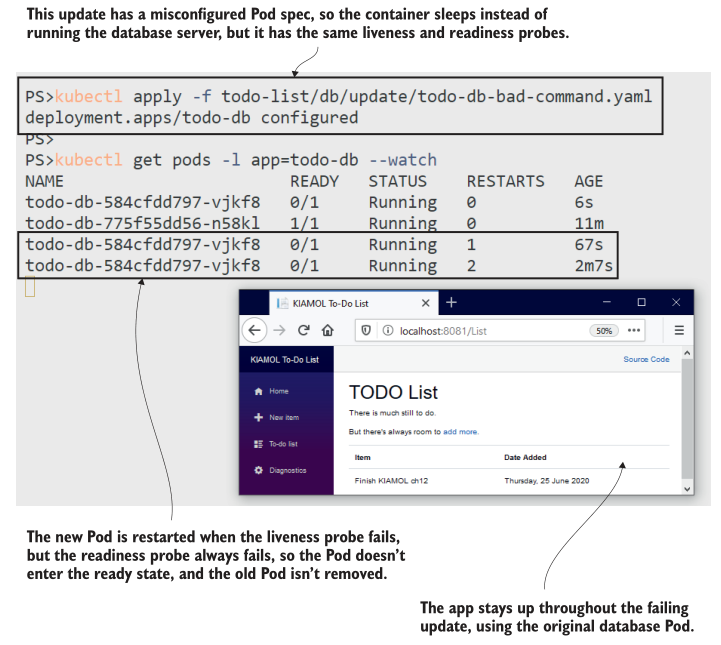 This update has a misconfigured Pod spec, so the container sleeps instead of
running the database server, but it has the same liveness and readiness probes.
PS>kubectl apply -f todo-list/db/update/todo-db-bad-command.yaml
deployment.apps/todo-db configured
PS>
PS>kubectl get pods -l app=todo-db --watch
NAME READY STATUS RESTARTS AGE
todo-db-584cfdd797-vjkf8 0/1 Running 0 6s
todo-db-775f55dd56-n58kl 1/1 Running 0 11m
todo-db-584cfdd797-vjkf8 0/1 Running 1 67s
todo-db-584cfdd797-vjkf8 0/1 Running 2 2m7s
KIAMOL To-Do List
localhost:8081/List 50%
KIAMOL To-Do List
Source Code
Home
New item
To-do list
Diagnostics
TODO List
There is much still to do.
But there's always room to add more.
Item Date Added
Finish KIAMOL ch12 Thursday, 25 June 2020
The new Pod is restarted when the liveness probe fails,
but the readiness probe always fails, so the Pod doesn't
enter the ready state, and the old Pod isn't removed.
The app stays up throughout the failing
update, using the original database Pod.